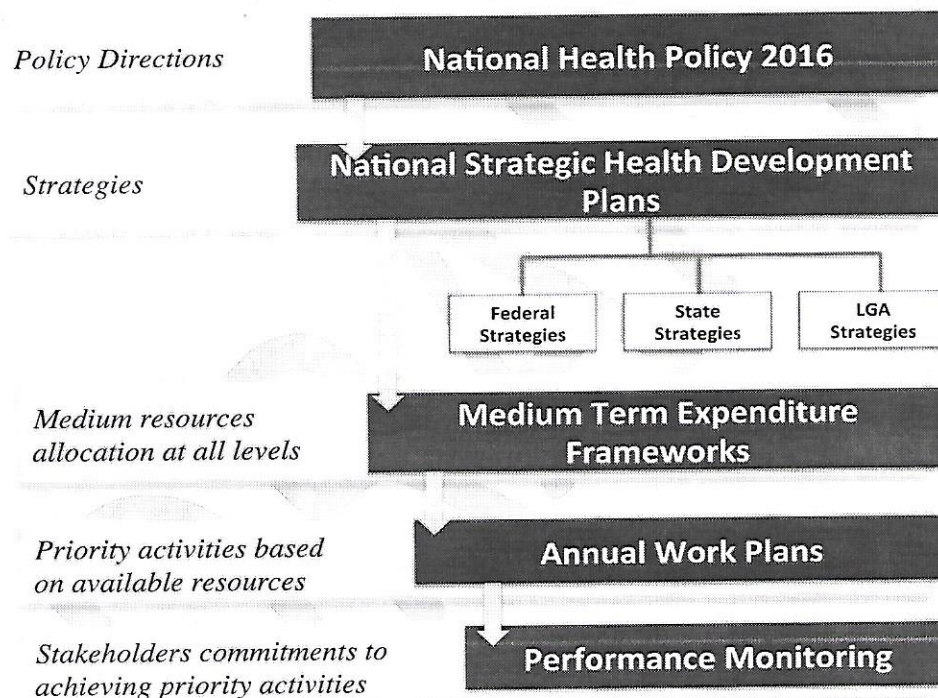 Policy Directions
National Health Policy 2016
Strategies
National Strategic Health Development
Plans
Federal
Strategies
State
Strategies
LGA
Strategies
Medium resources
allocation at all levels
Medium Term Expenditure
Frameworks
Priority activities based
on available resources
Annual Work Plans
Stakeholders commitments to
achieving priority activities
Performance Monitoring